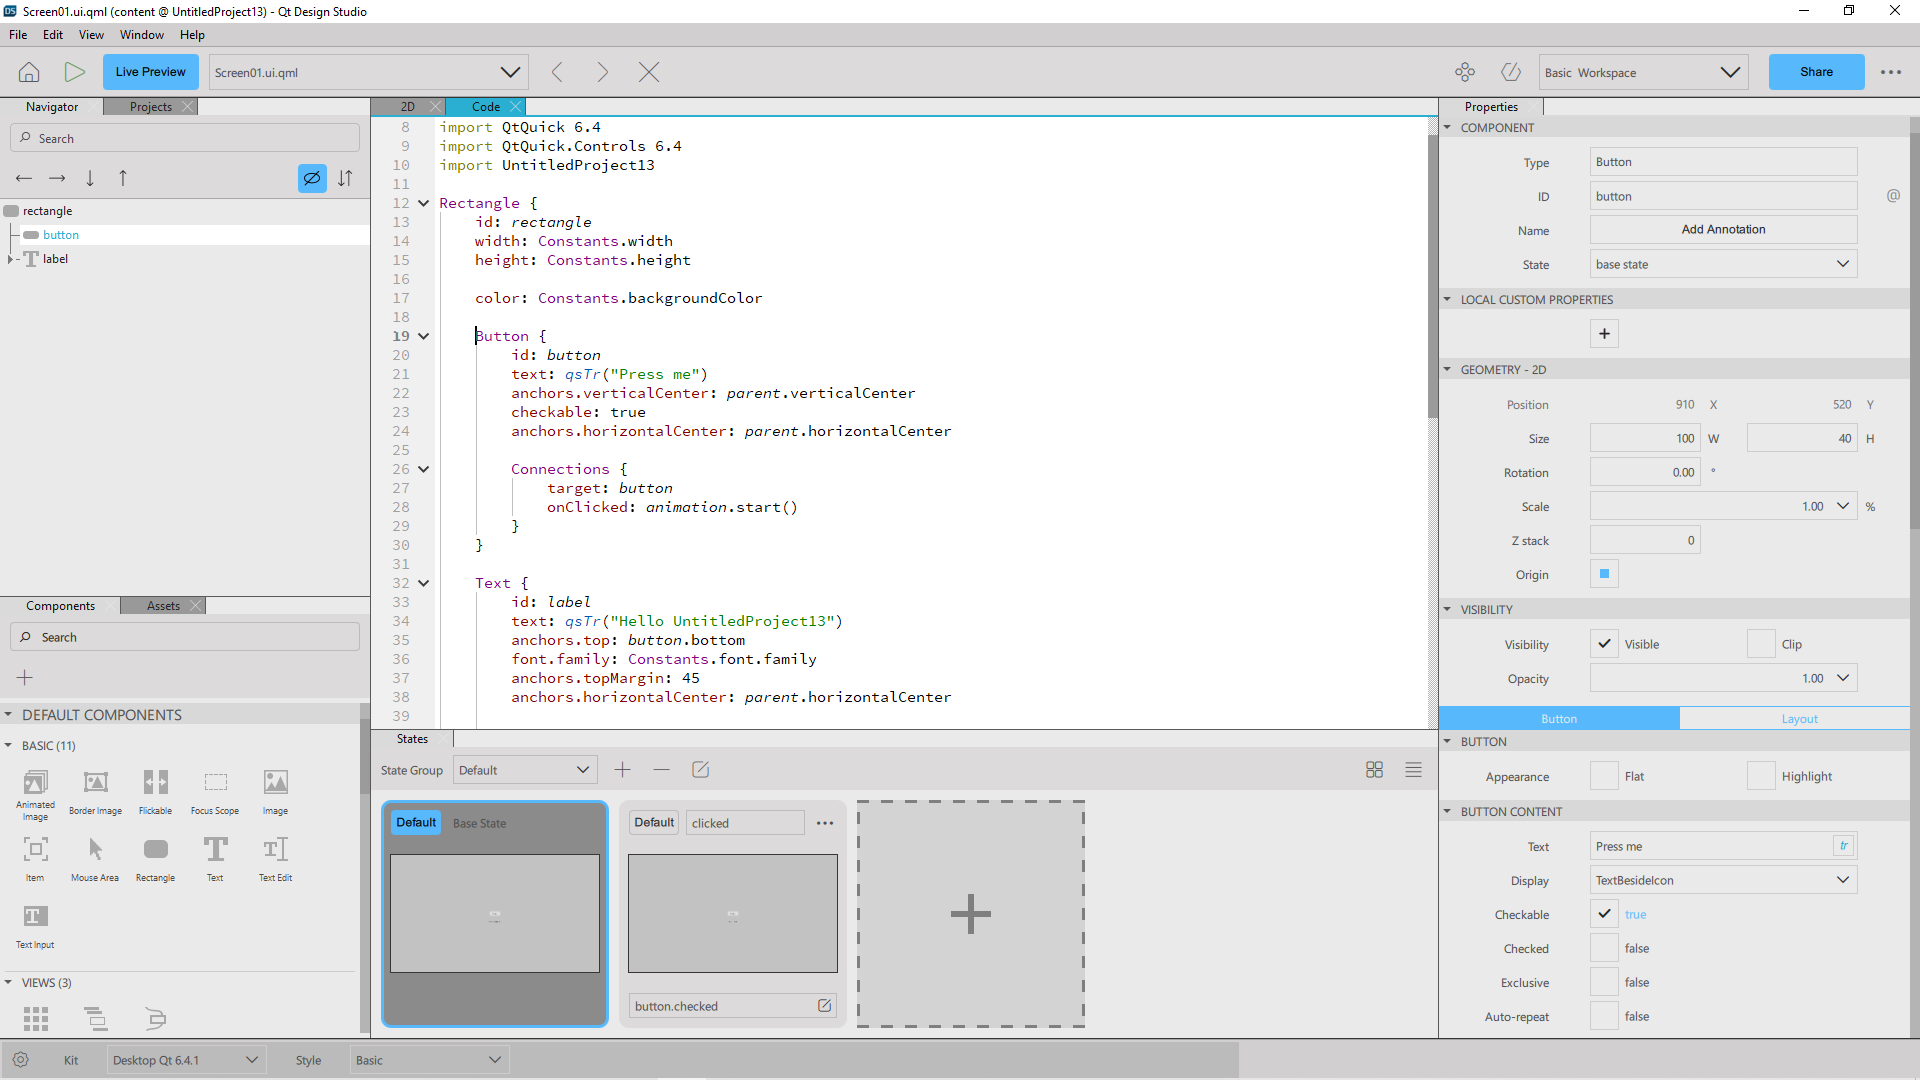 DS Screen01.ui.qml (content @ UntitledProject13) - Qt Design Studio
File Edit View Window Help
Live Preview Screen01.ui.qml Basic Workspace Share
Navigator Projects
Search
rectangle
button
label
Components Assets
Search
DEFAULT COMPONENTS
BASIC (11)
Animated Image Border Image Flickable Focus Scope Image
Item Mouse Area Rectangle Text Text Edit
Text Input
VIEWS (3)
2D Code
8 import QtQuick 6.4
9 import QtQuick.Controls 6.4
10 import UntitledProject13
11
12 Rectangle {
13 id: rectangle
14 width: Constants.width
15 height: Constants.height
16
17 color: Constants.backgroundColor
18
19 Button {
20 id: button
21 text: qsTr("Press me")
22 anchors.verticalCenter: parent.verticalCenter
23 checkable: true
24 anchors.horizontalCenter: parent.horizontalCenter
25
26 Connections {
27 target: button
28 onClicked: animation.start()
29 }
30 }
31
32 Text {
33 id: label
34 text: qsTr("Hello UntitledProject13")
35 anchors.top: button.bottom
36 font.family: Constants.font.family
37 anchors.topMargin: 45
38 anchors.horizontalCenter: parent.horizontalCenter
39
States
State Group Default
Default Base State
Default clicked
button.checked
Properties
COMPONENT
Type Button
ID button @
Name Add Annotation
State base state
LOCAL CUSTOM PROPERTIES
+
GEOMETRY - 2D
Position 910 X 520 Y
Size 100 W 40 H
Rotation 0.00 °
Scale 1.00 %
Z stack 0
Origin
VISIBILITY
Visibility Visible Clip
Opacity 1.00
Button Layout
BUTTON
Appearance Flat Highlight
BUTTON CONTENT
Text Press me tr
Display TextBesideIcon
Checkable true
Checked false
Exclusive false
Auto-repeat false
Kit Desktop Qt 6.4.1 Style Basic